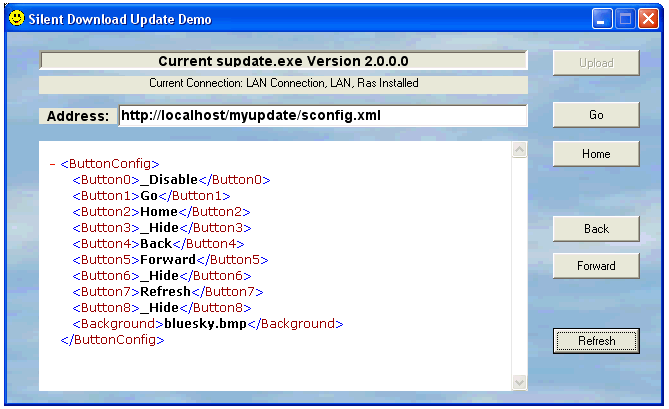 Silent Download Update Demo
Current supdate.exe Version 2.0.0.0
Upload
Current Connection: LAN Connection, LAN, Ras Installed
Address: http://localhost/myupdate/sconfig.xml
Go
Home
- <ButtonConfig>
<Button0>_Disable</Button0>
<Button1>Go</Button1>
<Button2>Home</Button2>
<Button3>_Hide</Button3>
<Button4>Back</Button4>
<Button5>Forward</Button5>
<Button6>_Hide</Button6>
<Button7>Refresh</Button7>
<Button8>_Hide</Button8>
<Background>bluesky.bmp</Background>
</ButtonConfig>
Back
Forward
Refresh